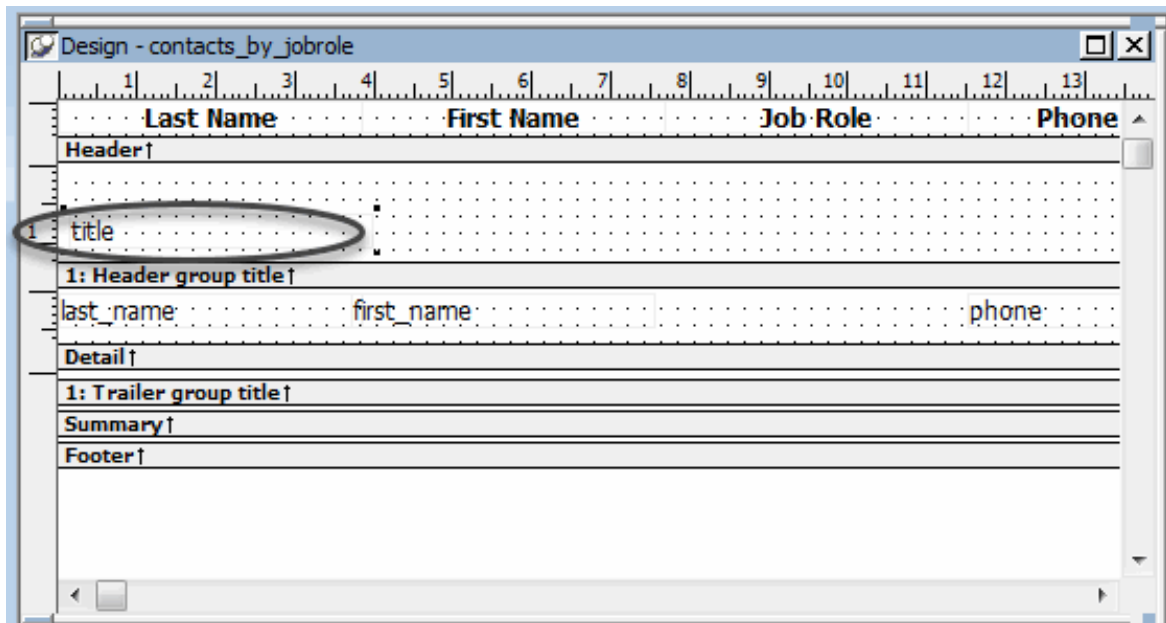 Design - contacts_by_jobrole
1 2 3 4 5 6 7 8 9 10 11 12 13
Last Name First Name Job Role Phone
Header↑
1 title
1: Header group title↑
last_name first_name phone
Detail↑
1: Trailer group title↑
Summary↑
Footer↑